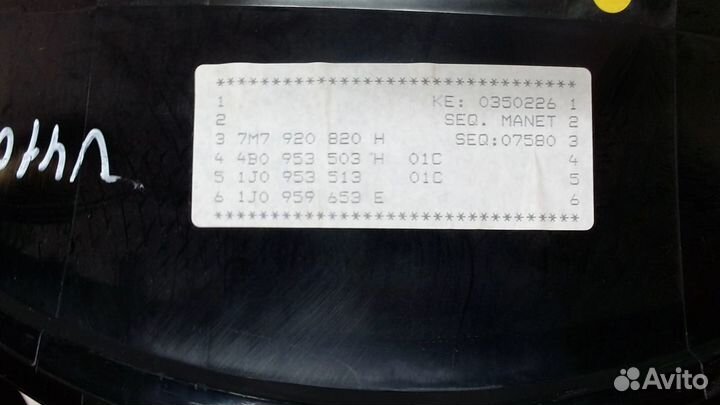 ************************************
1 KE: 0350226 1
2 SEQ. MANET 2
3 7M7 920 820 H SEQ:07580 3
4 4B0 953 503 H 01C 4
5 1J0 953 513 01C 5
6 1J0 959 653 E 6
************************************
Avito